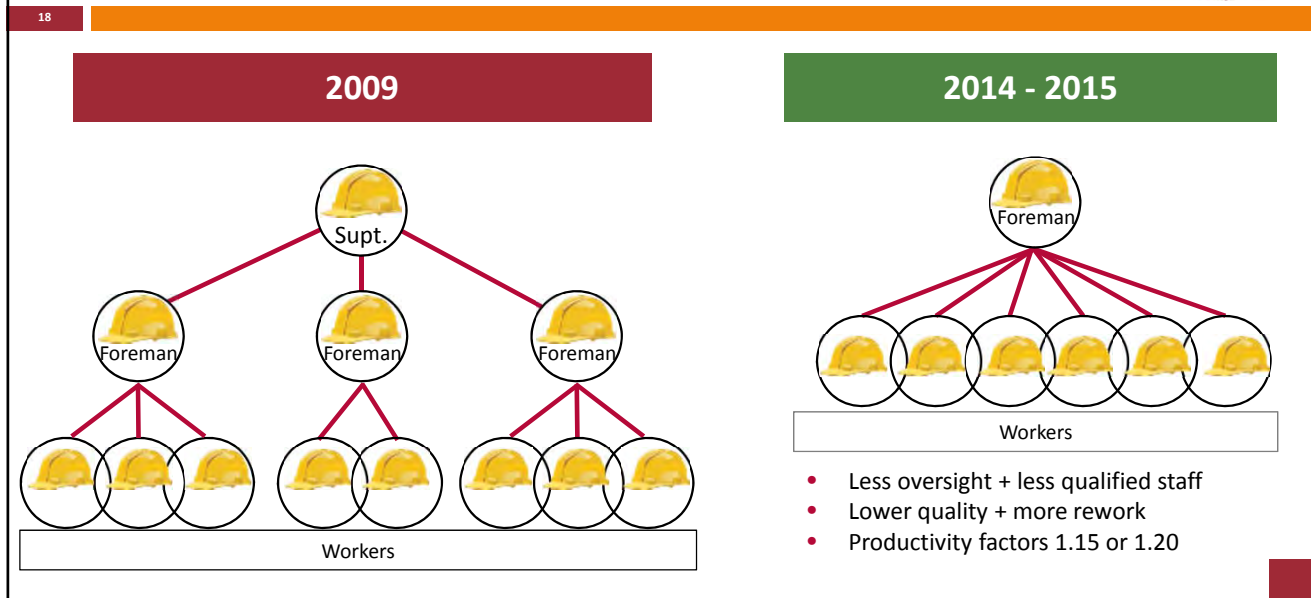 18
2009
2014 - 2015
Supt.
Foreman
Foreman
Foreman
Workers
Foreman
Workers
• Less oversight + less qualified staff
• Lower quality + more rework
• Productivity factors 1.15 or 1.20